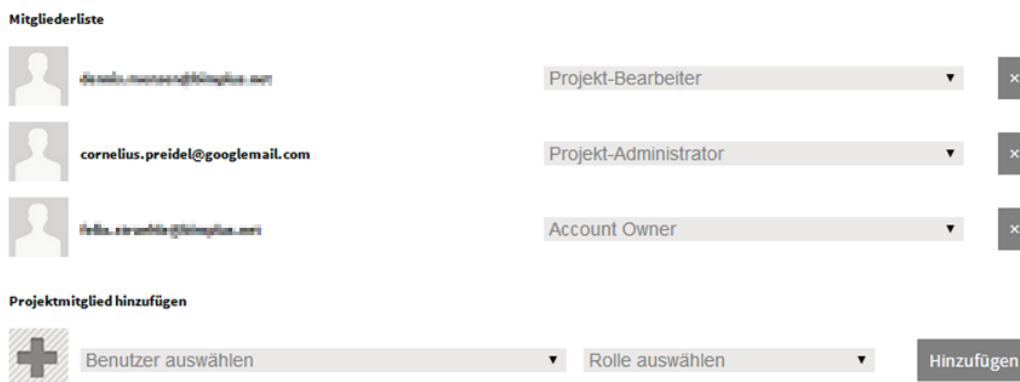 Mitgliederliste
Projekt-Bearbeiter
×
cornelius.preidel@googlemail.com
Projekt-Administrator
×
Account Owner
×
Projektmitglied hinzufügen
Benutzer auswählen
Rolle auswählen
Hinzufügen